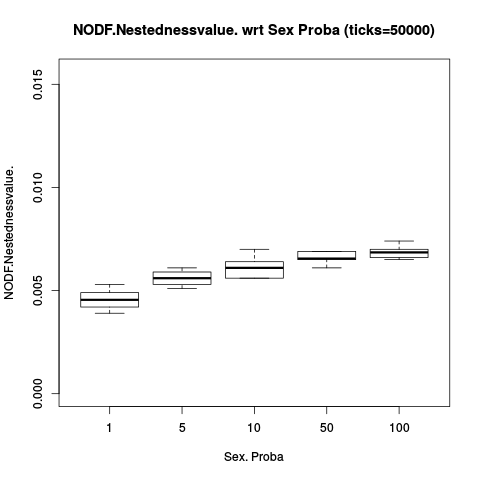 NODF.Nestednessvalue. wrt Sex Proba (ticks=50000)
NODF.Nestednessvalue.
0.015
0.010
0.005
0.000
1 5 10 50 100
Sex. Proba